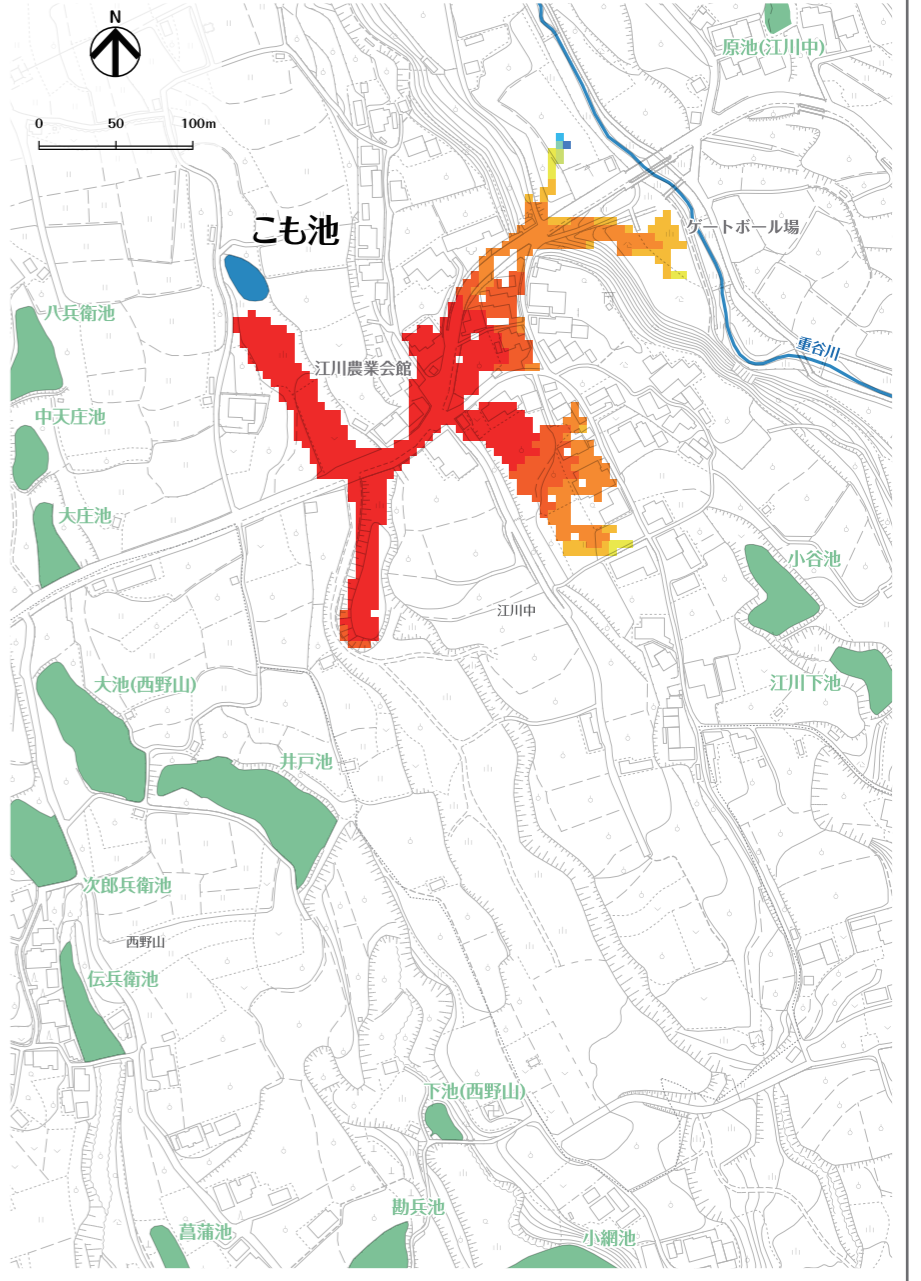 N
0 50 100m
原池(江川中)
こも池
ゲートボール場
八兵衛池
重谷川
江川農業会館
中天庄池
大庄池
小谷池
江川中
江川下池
大池(西野山)
井戸池
次郎兵衛池
西野山
伝兵衛池
下池(西野山)
勘兵池
菖蒲池
小網池